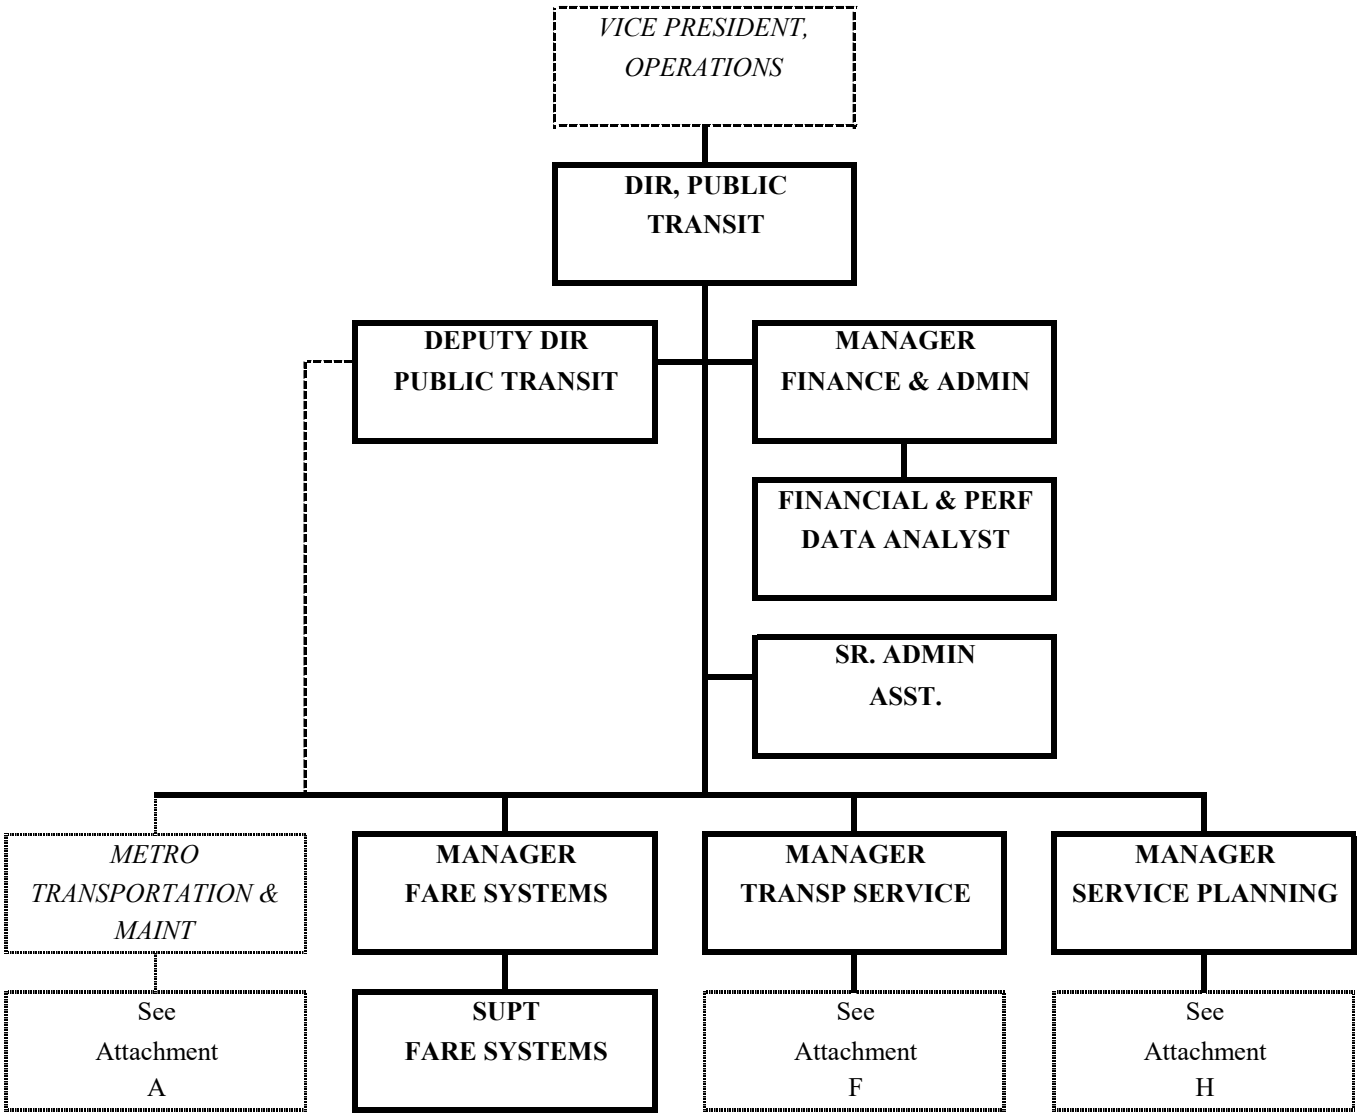 VICE PRESIDENT,
OPERATIONS
DIR, PUBLIC
TRANSIT
DEPUTY DIR
PUBLIC TRANSIT
MANAGER
FINANCE & ADMIN
FINANCIAL & PERF
DATA ANALYST
SR. ADMIN
ASST.
METRO
TRANSPORTATION &
MAINT
MANAGER
FARE SYSTEMS
MANAGER
TRANSP SERVICE
MANAGER
SERVICE PLANNING
See
Attachment
A
SUPT
FARE SYSTEMS
See
Attachment
F
See
Attachment
H